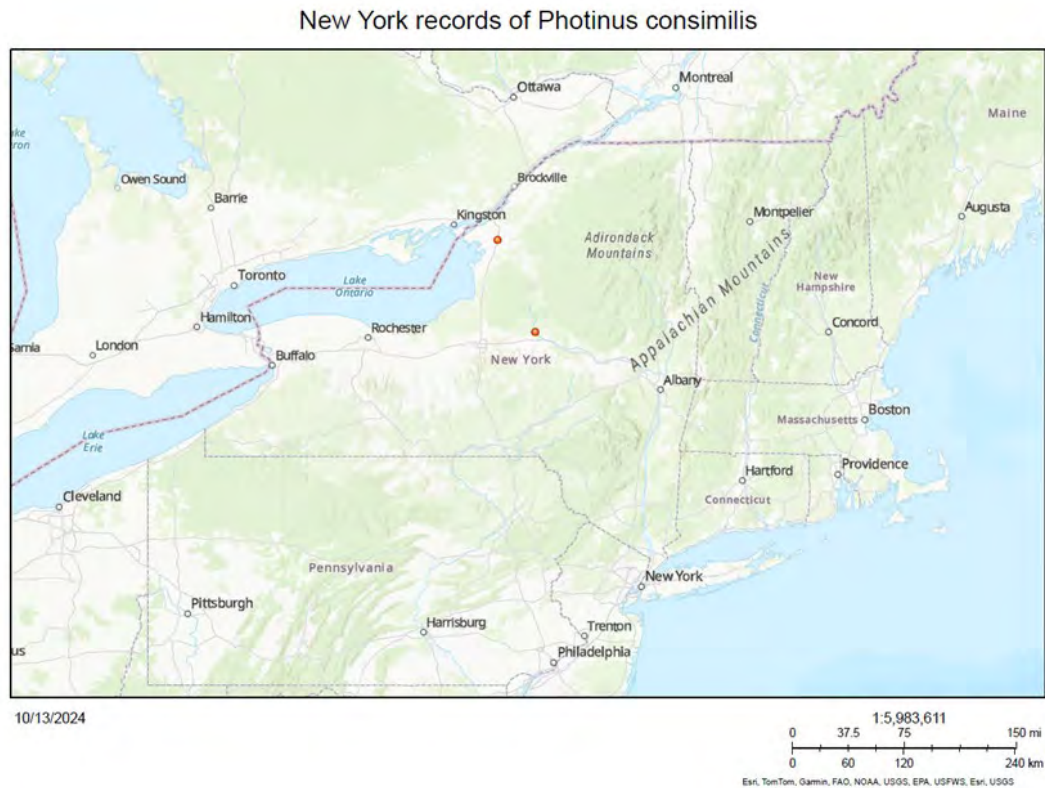 New York records of Photinus consimilis
Ottawa
Montreal
Maine
ke
ron
Owen Sound
Barrie
Brockville
Kingston
Montpelier
Augusta
Adirondack
Mountains
Appalachian Mountains
New
Hampshire
Toronto
Lake
Ontario
Hamilton
Rochester
Connecticut
Concord
Sarnia
London
Buffalo
New York
Albany
Massachusetts
Boston
Lake
Erie
Hartford
Providence
Connecticut
Cleveland
Pennsylvania
New York
Pittsburgh
Harrisburg
Trenton
Philadelphia
us
10/13/2024
1:5,983,611
0 37.5 75 150 mi
0 60 120 240 km
Esri, TomTom, Garmin, FAO, NOAA, USGS, EPA, USFWS, Esri, USGS